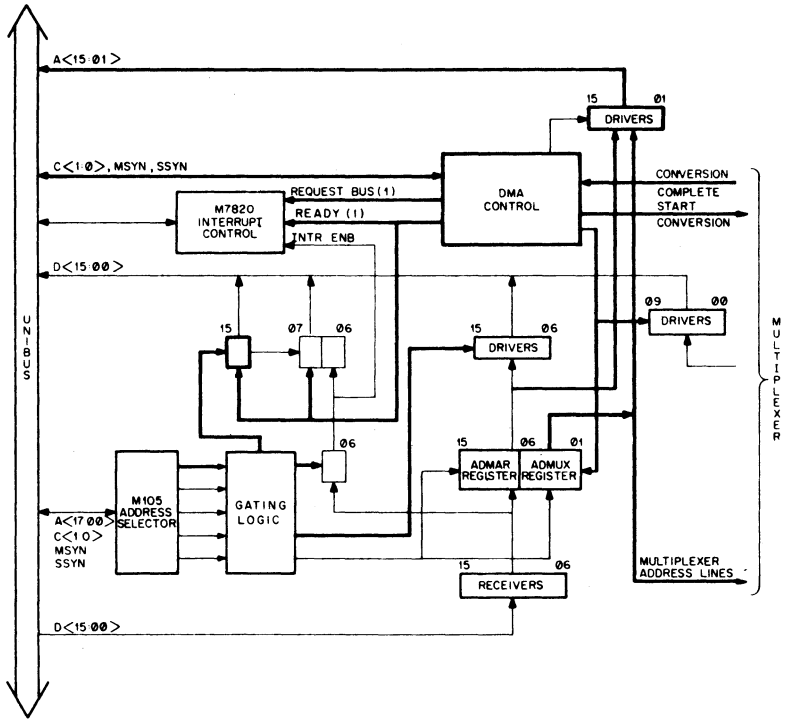 A<15:01>
15 01
DRIVERS
C<1:0>, MSYN, SSYN
REQUEST BUS(1)
READY (1)
INTR ENB
M7820
INTERRUPT
CONTROL
DMA
CONTROL
CONVERSION
COMPLETE
START
CONVERSION
D<15:00>
15
07 06
15 06
DRIVERS
09 00
DRIVERS
UNIBUS
MULTIPLEXER
06
15 06 01
ADMAR
REGISTER
ADMUX
REGISTER
M105
ADDRESS
SELECTOR
GATING
LOGIC
A<17 00>
C<1 0>
MSYN
SSYN
15 06
RECEIVERS
MULTIPLEXER
ADDRESS LINES
D<15:00>